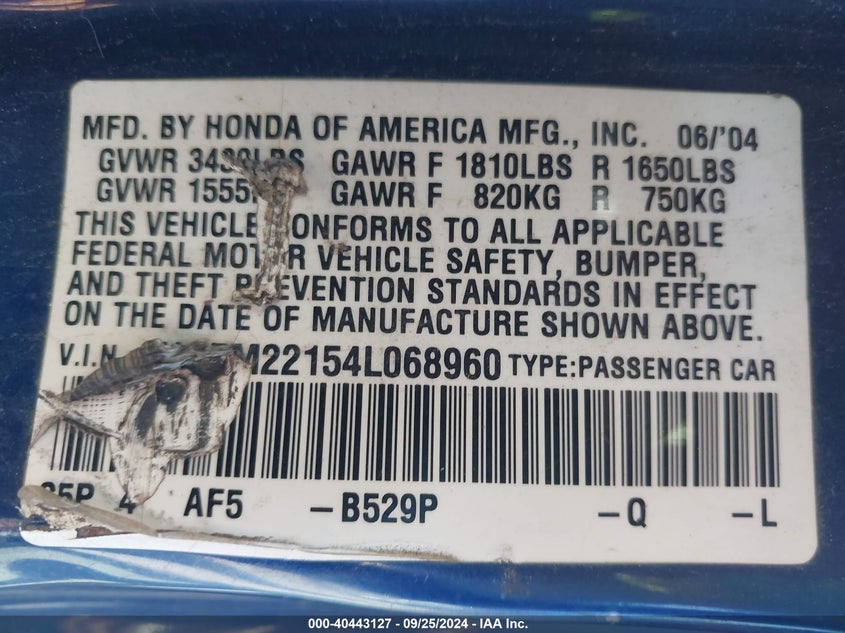 MFD. BY HONDA OF AMERICA MFG., INC. 06/'04
GVWR GAWR F 1810LBS R 1650LBS
GVWR GAWR F 820KG R 750KG
THIS VEHICLE CONFORMS TO ALL APPLICABLE
FEDERAL MOTOR VEHICLE SAFETY, BUMPER,
AND THEFT PREVENTION STANDARDS IN EFFECT
ON THE DATE OF MANUFACTURE SHOWN ABOVE.
V.I.N. M22154L068960 TYPE:PASSENGER CAR
4 AF5 -B529P -Q -L
000-40443127 - 09/25/2024 - IAA Inc.